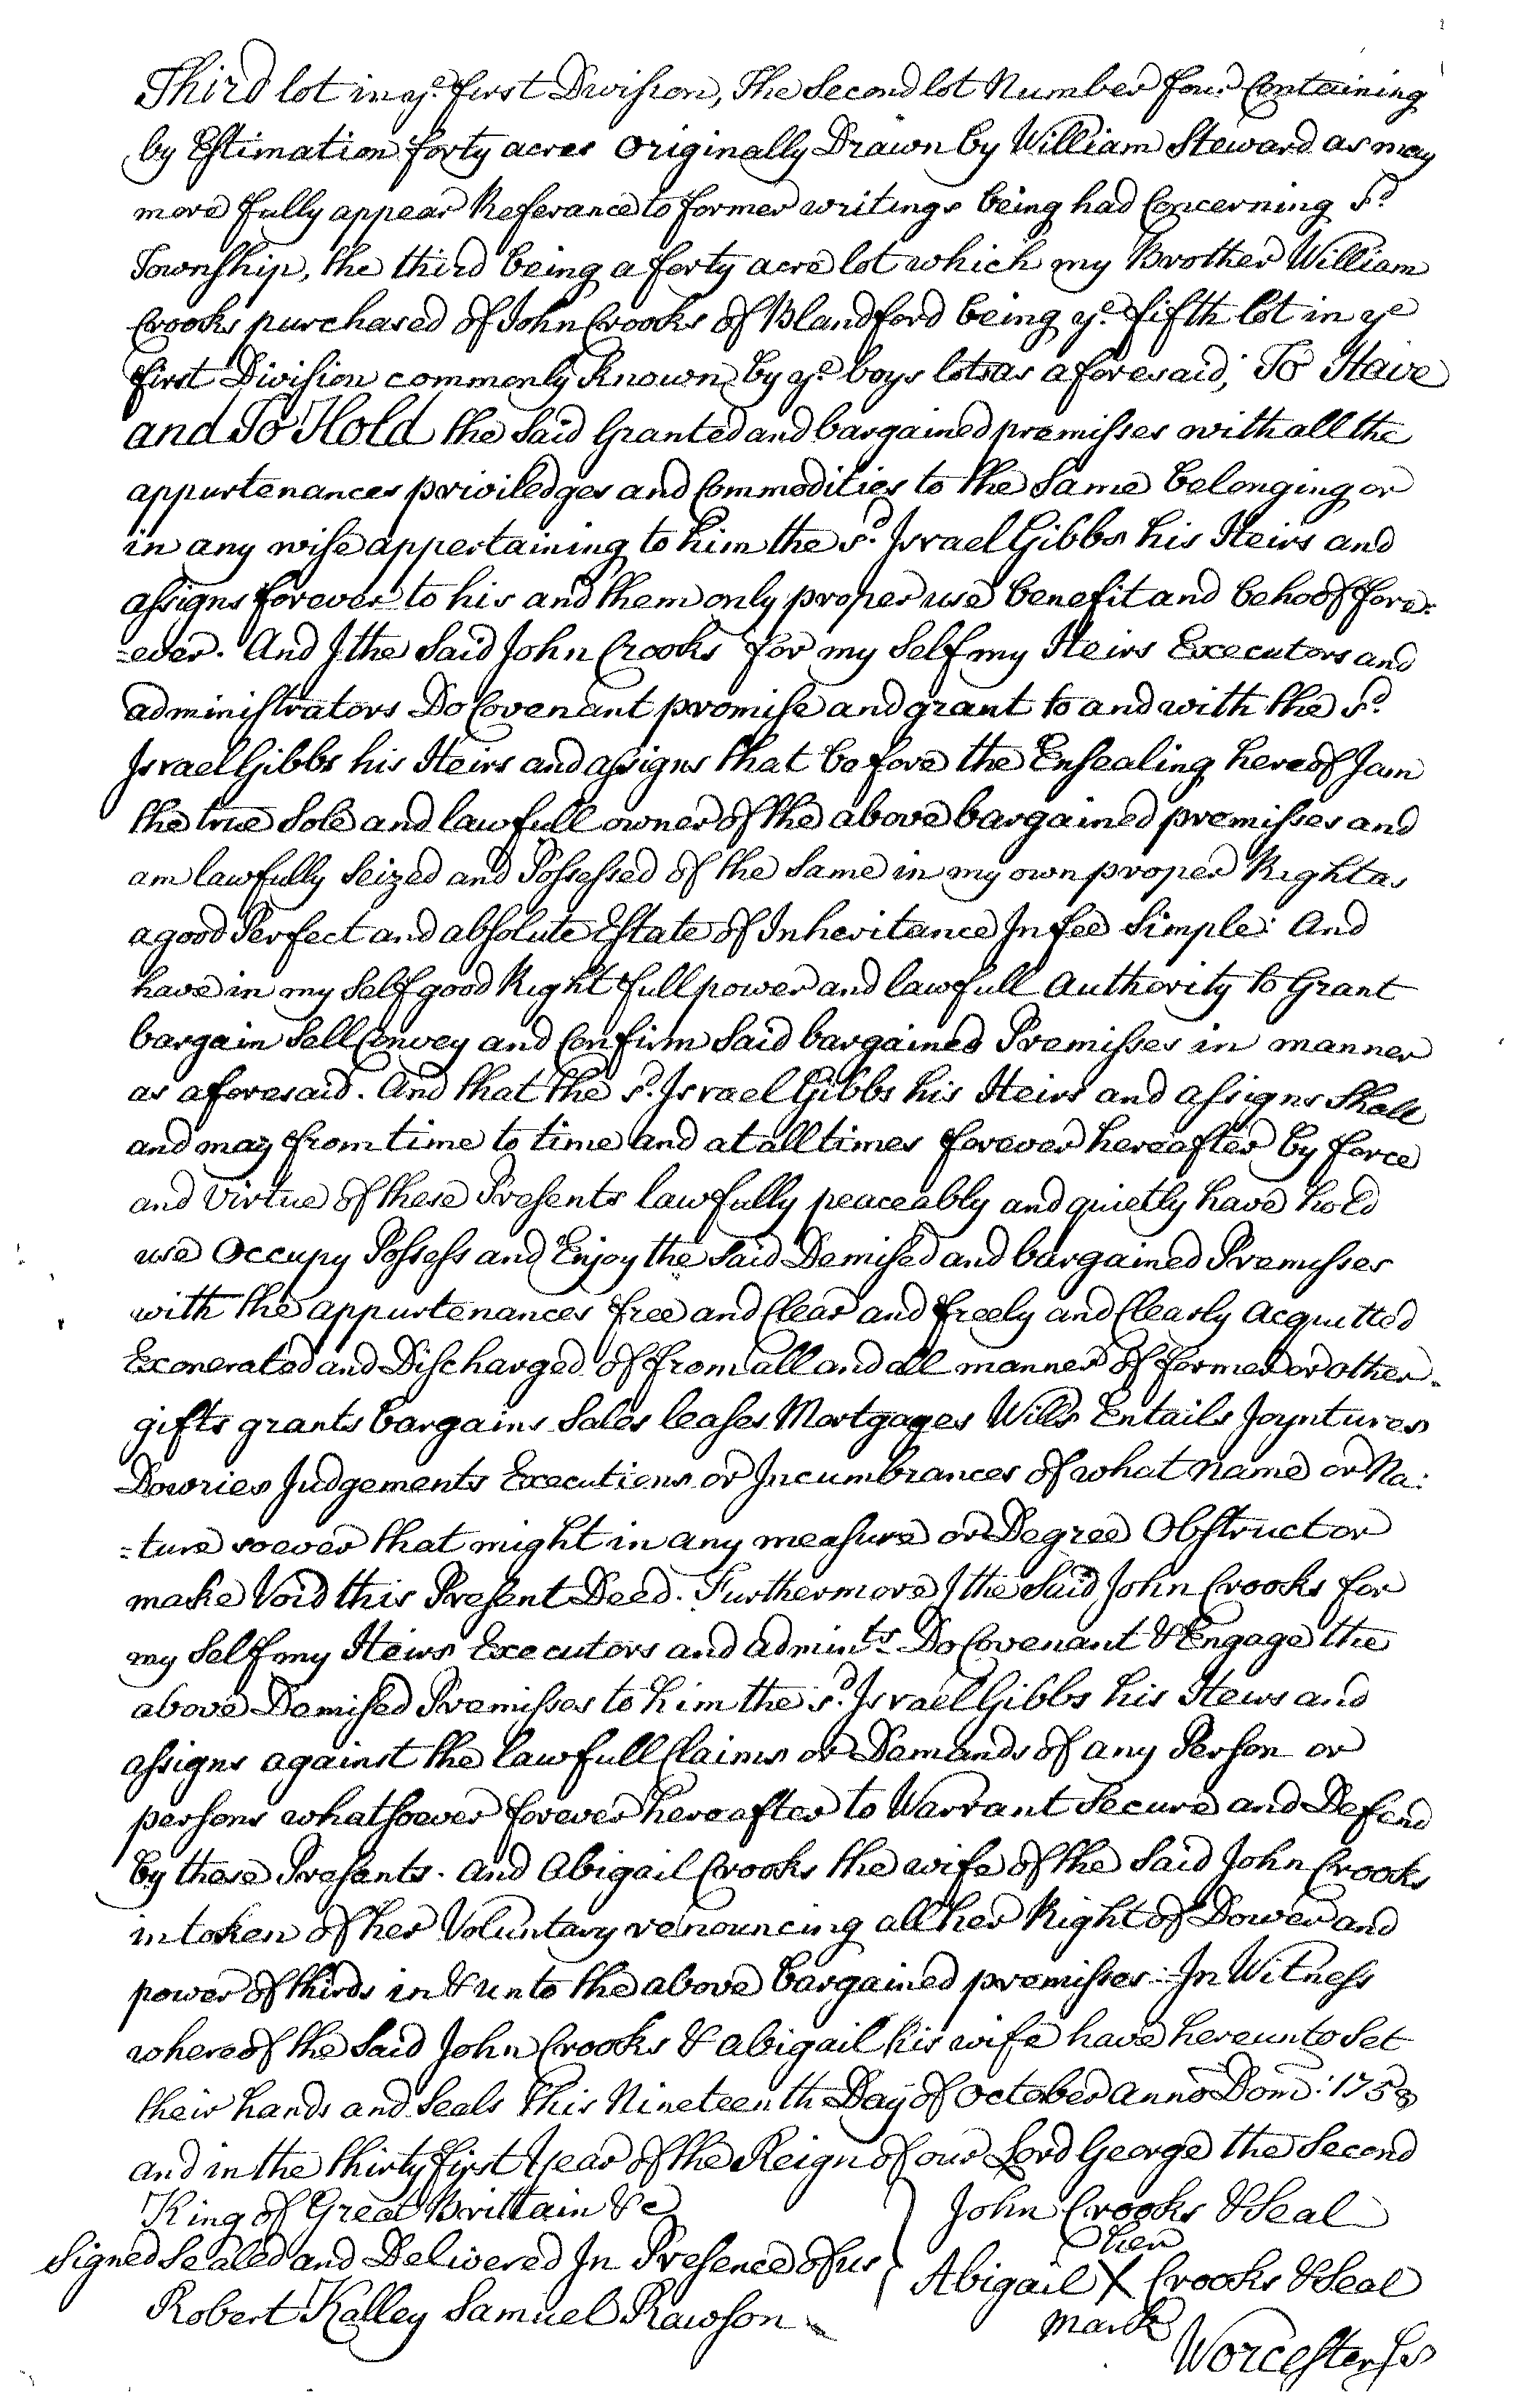 Third lot in ye. first Division, The Second lot Number four Containing
by Estimation forty acres Originally Drawn by William Steward as may
more fully appear Referance to former writings being had Concerning sd.
Township, the third being a forty acre lot which my Brother William
Crooks purchased of John Crooks of Blandford being ye. fifth lot in ye
first Division commonly Known by ye. boys lots as aforesaid; To Have
and To Hold the Said Granted and bargained premisses with all the
appurtenances priviledges and Commodities to the Same belonging or
in any wise appertaining to him the sd. Israel Gibbs his Heirs and
assigns forever to his and them only proper use benefit and behoof fore=
=ever. And I the Said John Crooks for my Self my Heirs Executors and
administrators Do Covenant promise and grant to and with the sd.
Israel Gibbs his Heirs and assigns that before the Ensealing hereof I am
the true Sole and lawfull owner of the above bargained premisses and
am lawfully Seized and Possessed of the Same in my own proper Right as
a good Perfect and absolute Estate of Inheritance In fee Simple: And
have in my Self good Right full power and lawfull Authority to Grant
bargain Sell Convey and Confirm Said bargained Premisses in manner
as aforesaid. And that the sd. Israel Gibbs his Heirs and assigns Shall
and may from time to time and at all times forever hereafter by force
and Virtue of these Presents lawfully peaceably and quietly have hold
use Occupy Possess and Enjoy the Said Demised and bargained Premisses
with the appurtenances free and Clear and freely and Clearly Acquitted
Exonerated and Discharged of from all and all manner of former or other
gifts grants bargains Sales leases Mortgages Wills Entails Joyntures
Dowries Judgements Executions or Incumbrances of what Name or Na:
=ture soever that might in any measure or Degree Obstruct or
make Void this Present Deed. Furthermore I the Said John Crooks for
my Self my Heirs Executors and adminits. Do Covenant & Engage the
above Demised Premisses to him the sd. Israel Gibbs his Heirs and
assigns against the lawfull Claims or Demands of any Person or
persons whatsoever forever hereafter to Warrant Secure and Defend
by these Presents. And Abigail Crooks the wife of the Said John Crooks
in token of her Voluntary renouncing all her Right of Dower and
power of thirds in & unto the above bargained premisses: In Witness
whereof the Said John Crooks & Abigail his wife have hereunto Set
their hands and Seals this Nineteenth Day of October Anno Dom: 1758
and in the thirty first Year of the Reign of our Lord George the Second
King of Great Brittain &c
Signed Sealed and Delivered In Presence of us
Robert Kalley Samuel Rawson
John Crooks & Seal
her
Abigail X Crooks & Seal
mark
Worcester ss